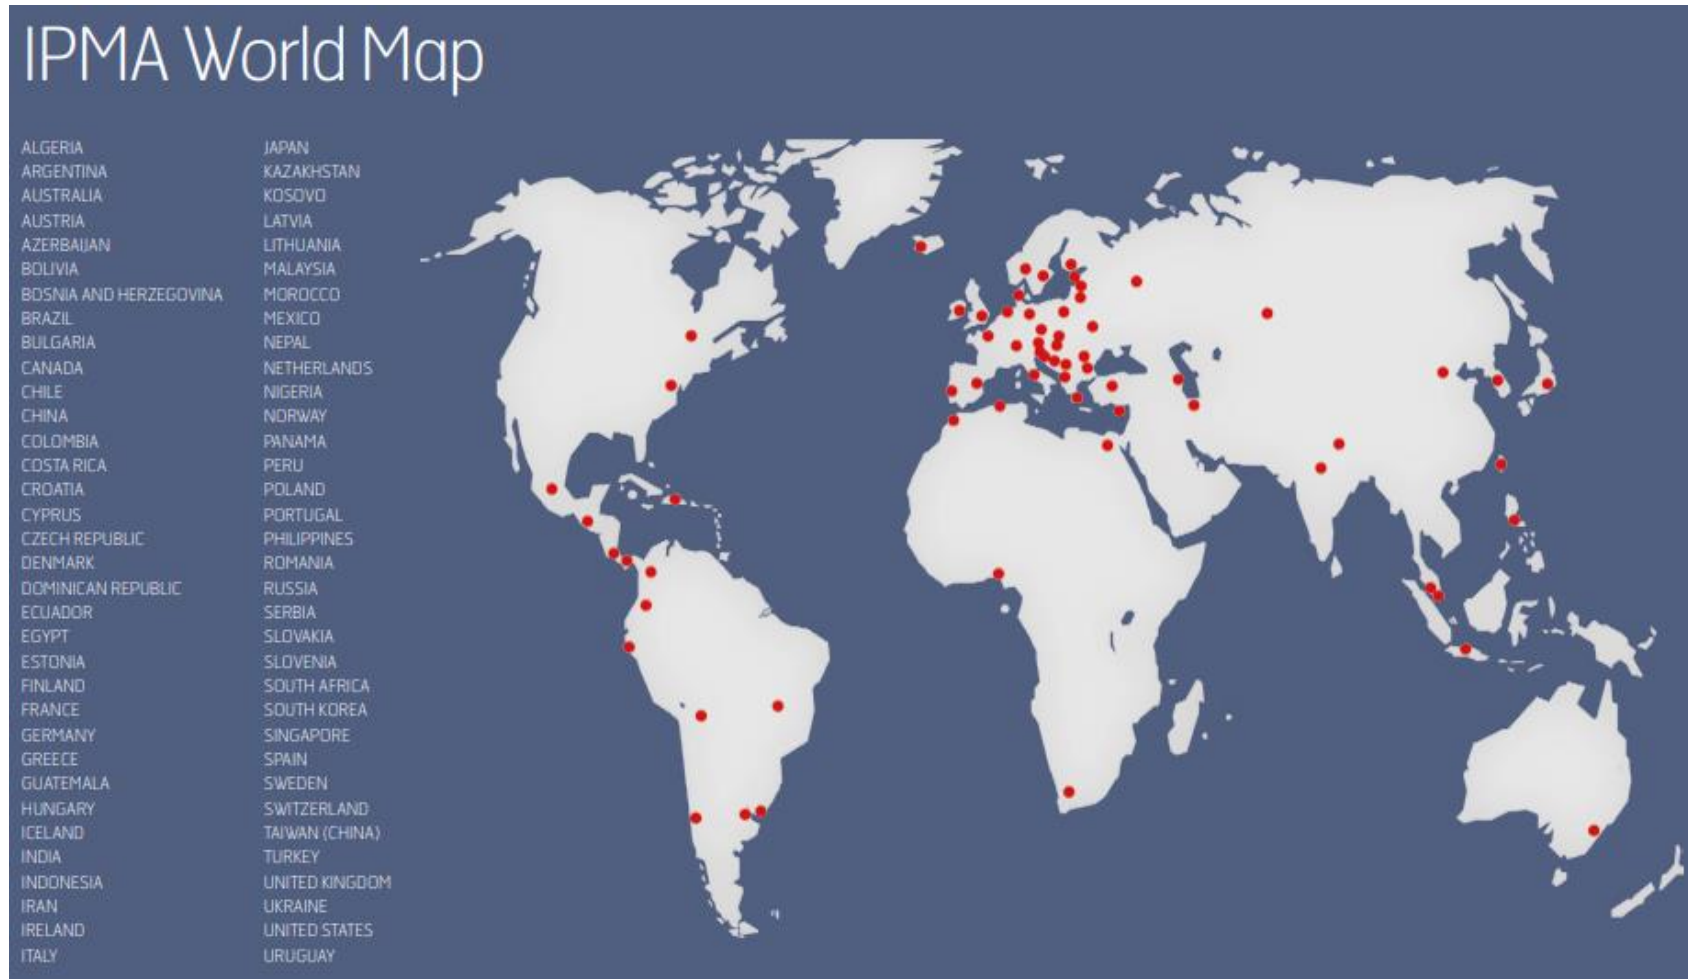 IPMA World Map
ALGERIA
ARGENTINA
AUSTRALIA
AUSTRIA
AZERBAIJAN
BOLIVIA
BOSNIA AND HERZEGOVINA
BRAZIL
BULGARIA
CANADA
CHILE
CHINA
COLOMBIA
COSTA RICA
CROATIA
CYPRUS
CZECH REPUBLIC
DENMARK
DOMINICAN REPUBLIC
ECUADOR
EGYPT
ESTONIA
FINLAND
FRANCE
GERMANY
GREECE
GUATEMALA
HUNGARY
ICELAND
INDIA
INDONESIA
IRAN
IRELAND
ITALY
JAPAN
KAZAKHSTAN
KOSOVO
LATVIA
LITHUANIA
MALAYSIA
MOROCCO
MEXICO
NEPAL
NETHERLANDS
NIGERIA
NORWAY
PANAMA
PERU
POLAND
PORTUGAL
PHILIPPINES
ROMANIA
RUSSIA
SERBIA
SLOVAKIA
SLOVENIA
SOUTH AFRICA
SOUTH KOREA
SINGAPORE
SPAIN
SWEDEN
SWITZERLAND
TAIWAN (CHINA)
TURKEY
UNITED KINGDOM
UKRAINE
UNITED STATES
URUGUAY